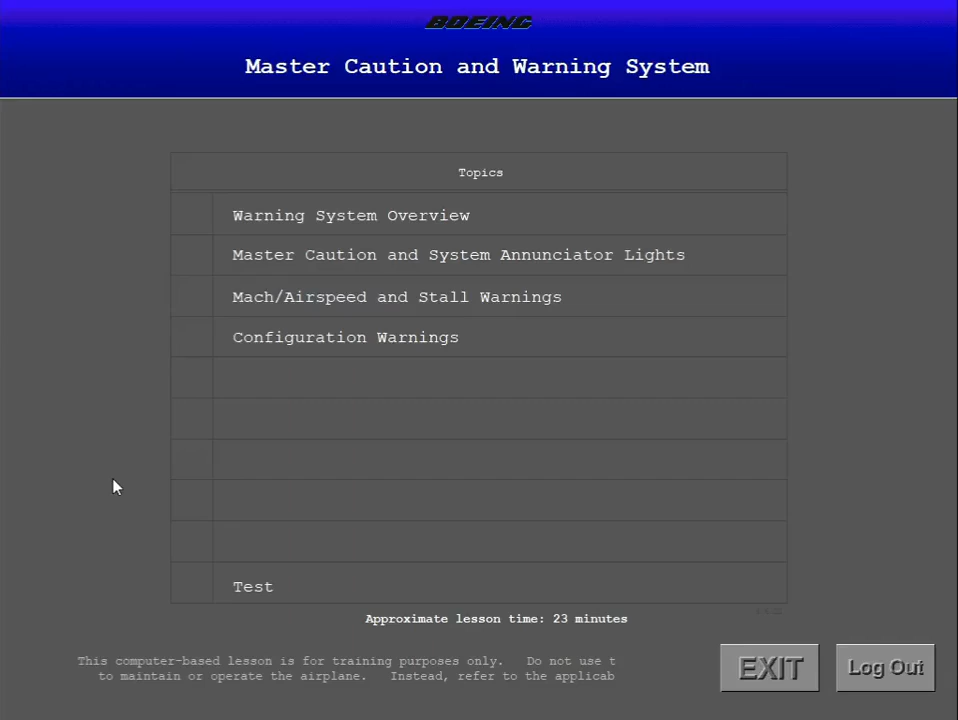 BOEING
Master Caution and Warning System
Topics
Warning System Overview
Master Caution and System Annunciator Lights
Mach/Airspeed and Stall Warnings
Configuration Warnings
Test
Approximate lesson time: 23 minutes
This computer-based lesson is for training purposes only. Do not use t
to maintain or operate the airplane. Instead, refer to the applicab
EXIT
Log Out